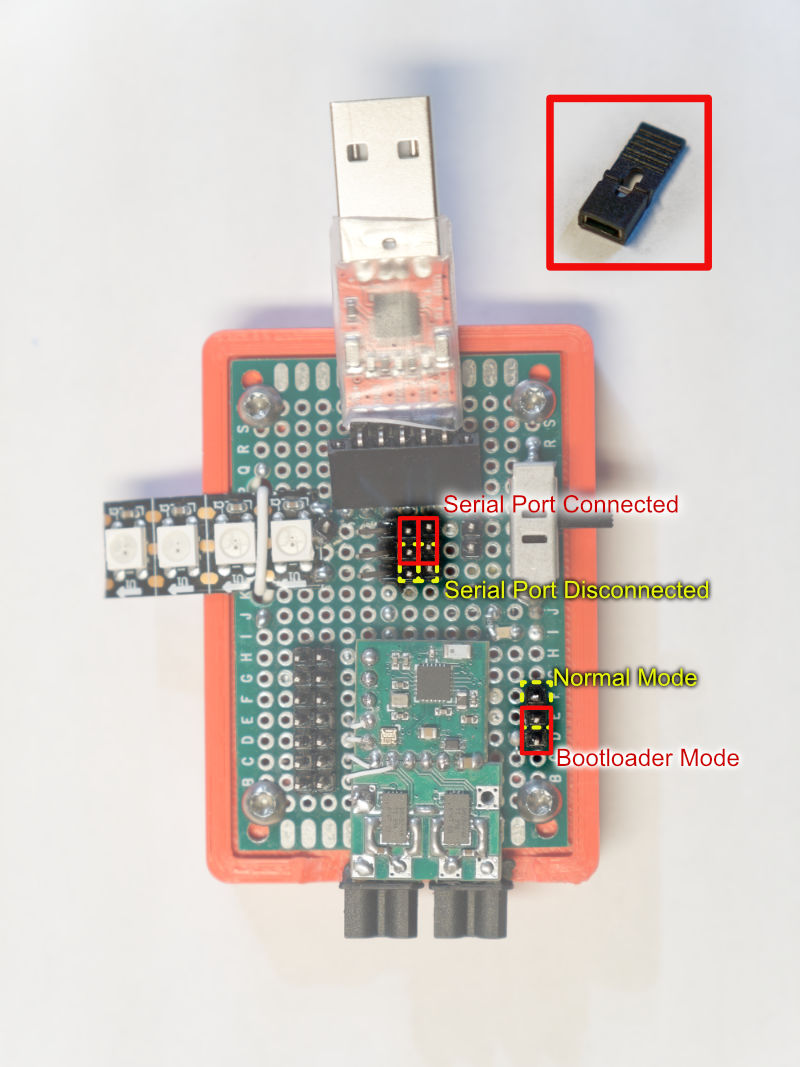 Serial Port Connected
Serial Port Disconnected
Normal Mode
Bootloader Mode
S
R
Q
K
J
I
H
G
F
E
D
C
B
S
R
J
I
H